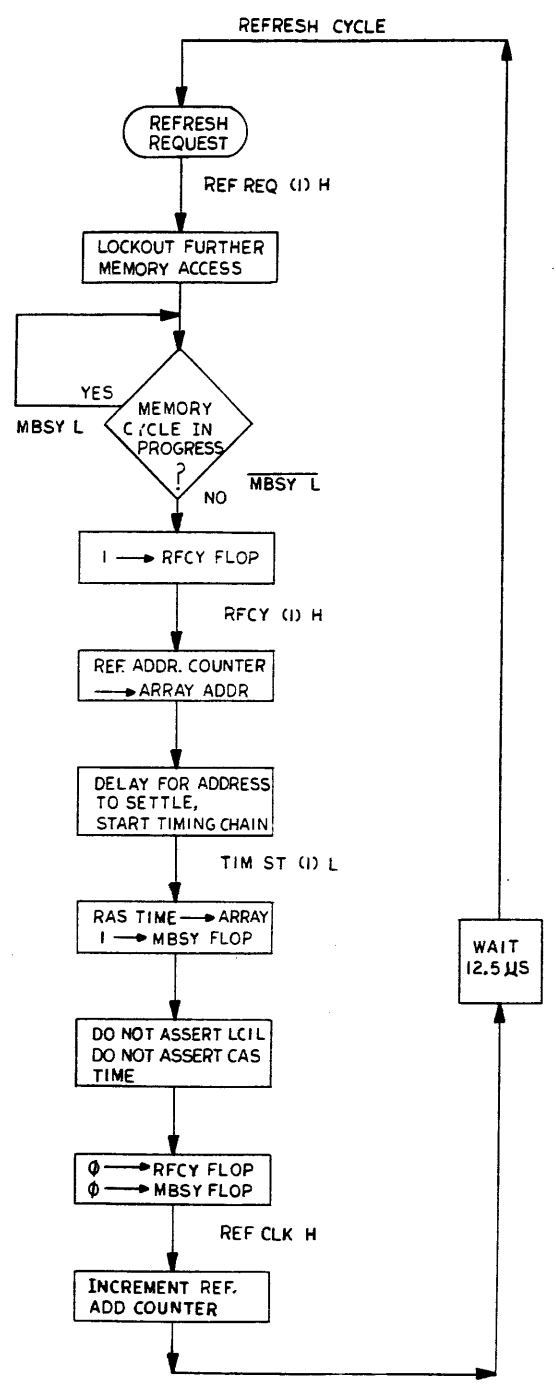 REFRESH CYCLE
REFRESH
REQUEST
REF REQ (1) H
LOCKOUT FURTHER
MEMORY ACCESS
YES
MBSY L
MEMORY
CYCLE IN
PROGRESS
?
NO
MBSY L
1 → RFCY FLOP
RFCY (1) H
REF. ADDR. COUNTER
→ ARRAY ADDR
DELAY FOR ADDRESS
TO SETTLE,
START TIMING CHAIN
TIM ST (1) L
RAS TIME → ARRAY
1 → MBSY FLOP
WAIT
12.5 μS
DO NOT ASSERT LCIL
DO NOT ASSERT CAS
TIME
Ø → RFCY FLOP
Ø → MBSY FLOP
REF CLK H
INCREMENT REF.
ADD COUNTER